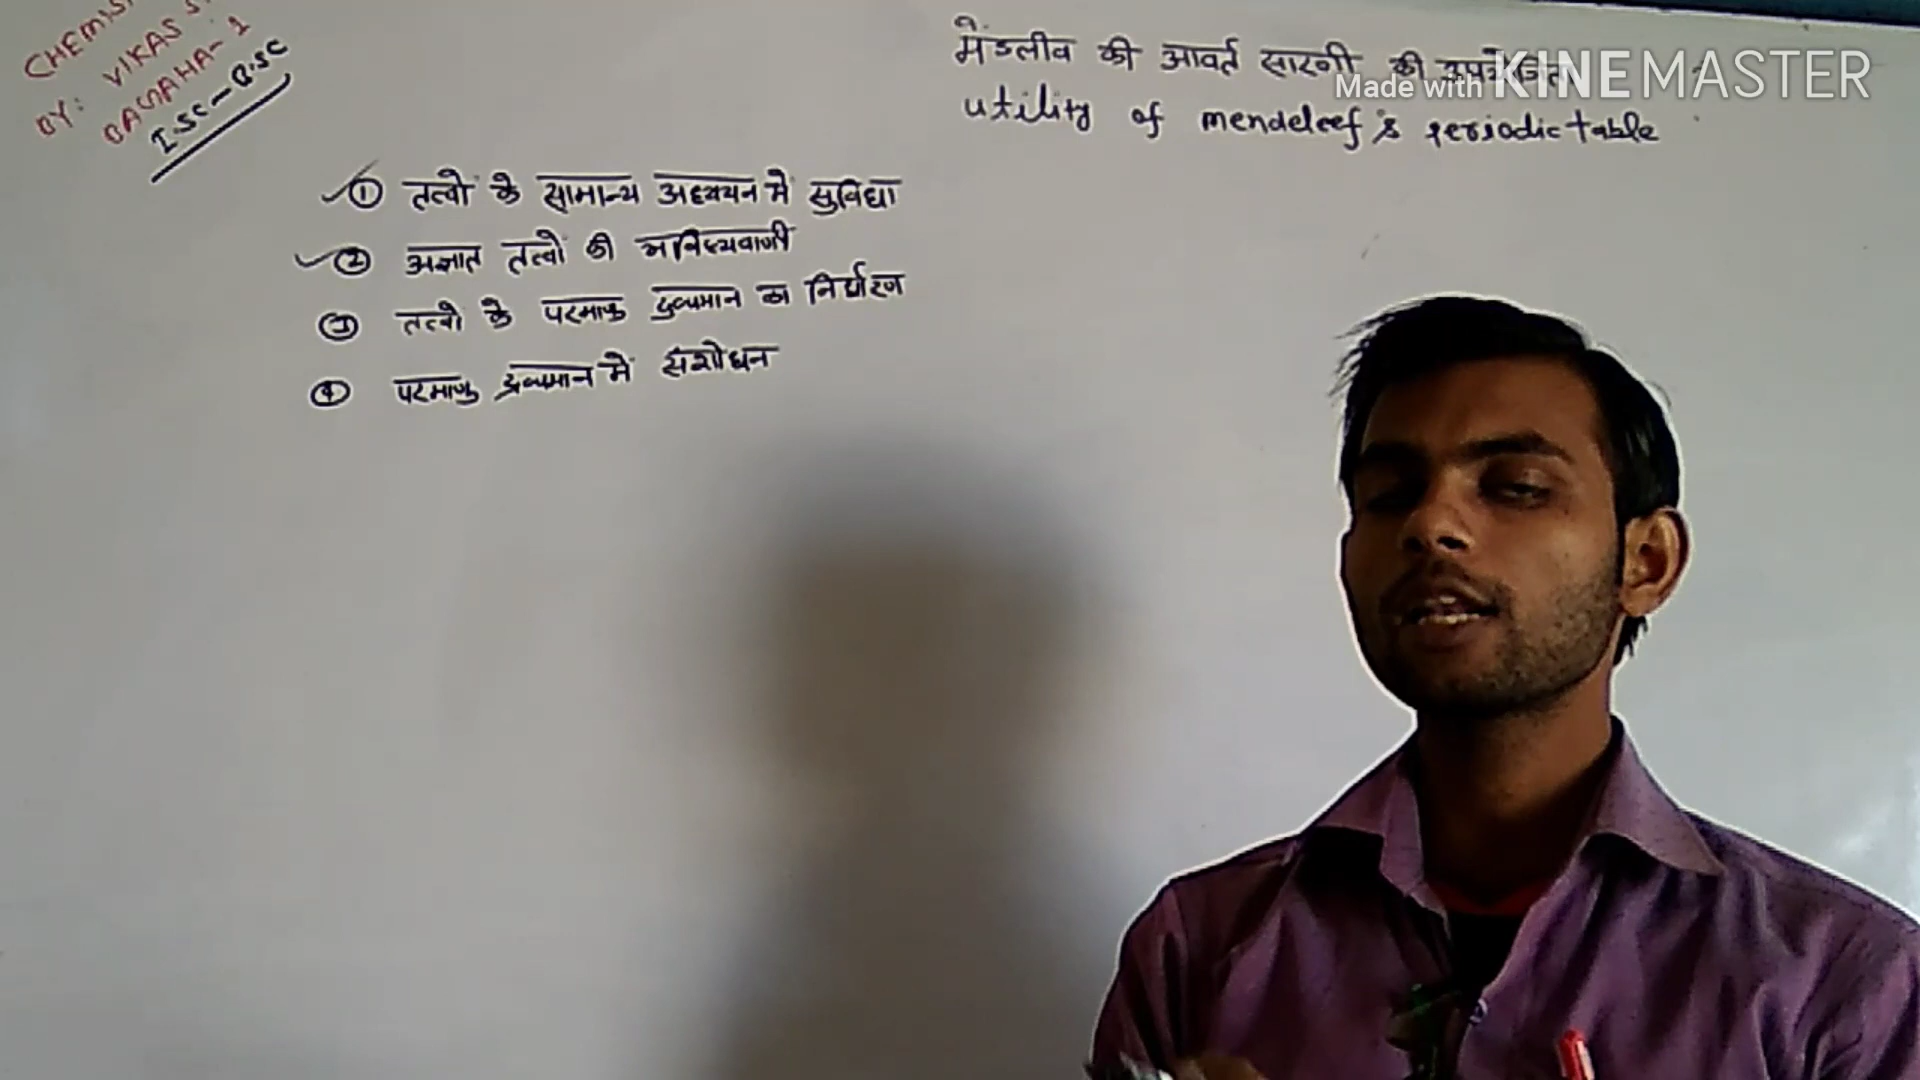 CHEMIS
BY: VIKAS S
BAGAHA-1
I.SC-B.SC
मेंडलीव की आवर्त सारणी की उपयोगिता
Made with KINEMASTER
utility of mendeleef's periodic table
① तत्वों के सामान्य अध्ययन में सुविधा
② अज्ञात तत्वों की भविष्यवाणी
③ तत्वों के परमाणु द्रव्यमान का निर्धारण
④ परमाणु द्रव्यमान में संशोधन